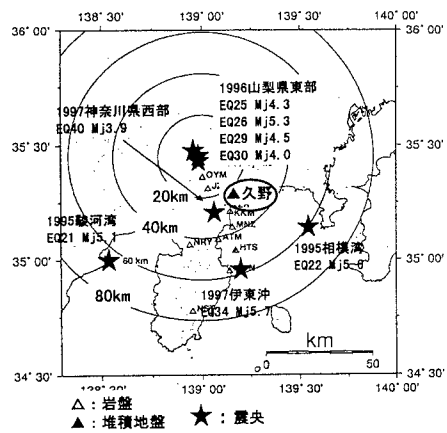 138° 30'
139° 00'
139° 30'
140° 00'
36° 00'
36° 00'
1997神奈川県西部
EQ40 Mj3.9
1996山梨県東部
EQ25 Mj4.3
EQ26 Mj5.3
EQ29 Mj4.5
EQ30 Mj4.0
35° 30'
35° 30'
OYM
20km
久野
KKM
MNZ
40km
1995駿河湾
EQ21 Mj5.1
NRY
ATM
HTS
1995相模湾
EQ22
35° 00'
35° 00'
60 km
80km
1997伊東沖
EQ34 Mj5.7
km
0
50
34° 30'
34° 30'
138° 30'
139° 00'
139° 30'
140° 00'
△ : 岩盤
▲ : 堆積地盤
★ : 震央